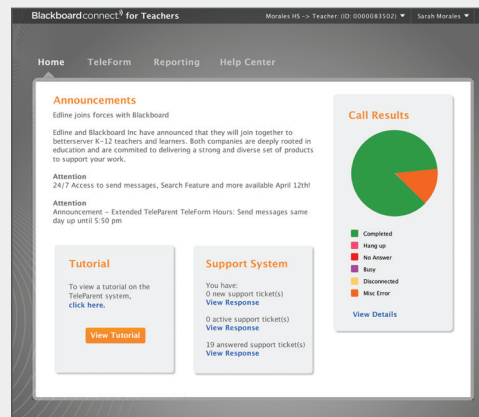 Blackboard connect for Teachers
Morales HS -> Teacher: (ID: 0000083502) ▼ Sarah Morales ▼
Home TeleForm Reporting Help Center
Announcements
Edline joins forces with Blackboard
Edline and Blackboard Inc have announced that they will join together to
betterserver K-12 teachers and learners. Both companies are deeply rooted in
education and are commited to delivering a strong and diverse set of products
to support your work.
Attention
24/7 Access to send messages, Search Feature and more available April 12th!
Attention
Announcement - Extended TeleParent TeleForm Hours: Send messages same
day up until 5:50 pm
Tutorial
To view a tutorial on the
TeleParent system,
click here.
View Tutorial
Support System
You have:
0 new support ticket(s)
View Response
0 active support ticket(s)
View Response
19 answered support ticket(s)
View Response
Call Results
Completed
Hang up
No Answer
Busy
Disconnected
Misc Error
View Details